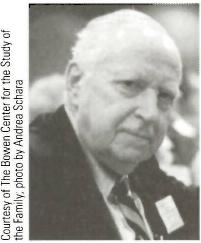 Courtesy of The Bowen Center for the Study of
the Family; photo by Andrea Schara